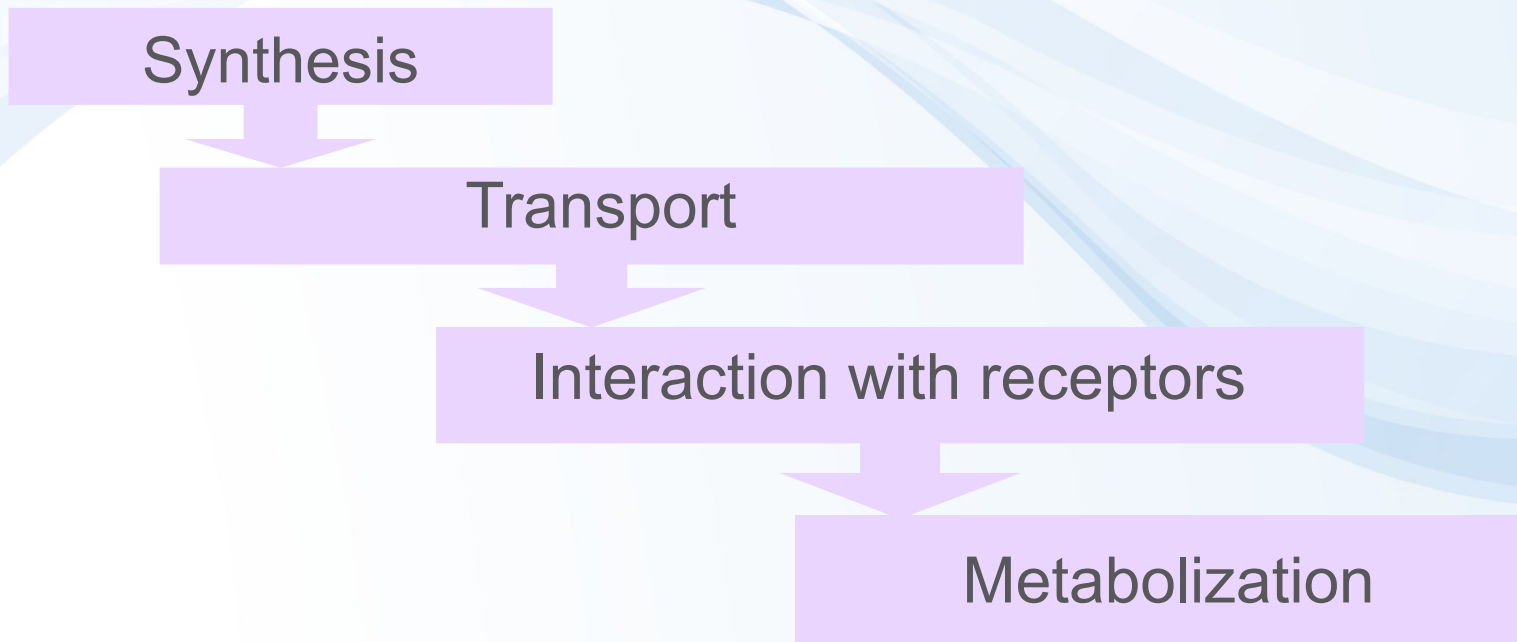 Synthesis
Transport
Interaction with receptors
Metabolization